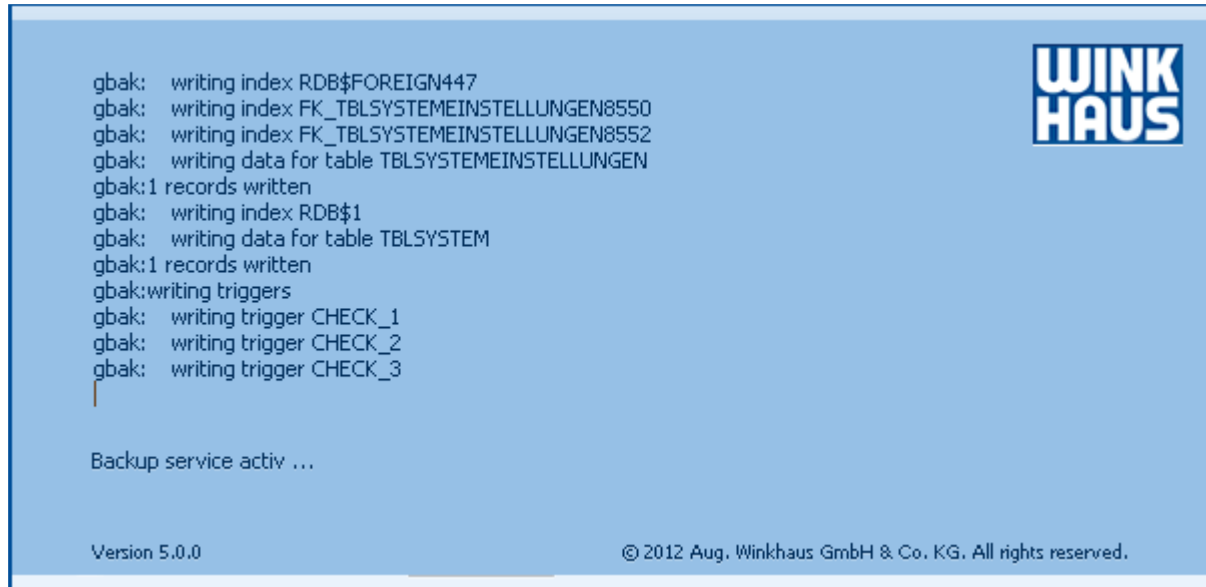 WINK
HAUS
gbak:   writing index RDB$FOREIGN447
gbak:   writing index FK_TBLSYSTEMEINSTELLUNGEN8550
gbak:   writing index FK_TBLSYSTEMEINSTELLUNGEN8552
gbak:   writing data for table TBLSYSTEMEINSTELLUNGEN
gbak:1 records written
gbak:   writing index RDB$1
gbak:   writing data for table TBLSYSTEM
gbak:1 records written
gbak:writing triggers
gbak:   writing trigger CHECK_1
gbak:   writing trigger CHECK_2
gbak:   writing trigger CHECK_3
Backup service activ ...
Version 5.0.0
© 2012 Aug. Winkhaus GmbH & Co. KG. All rights reserved.